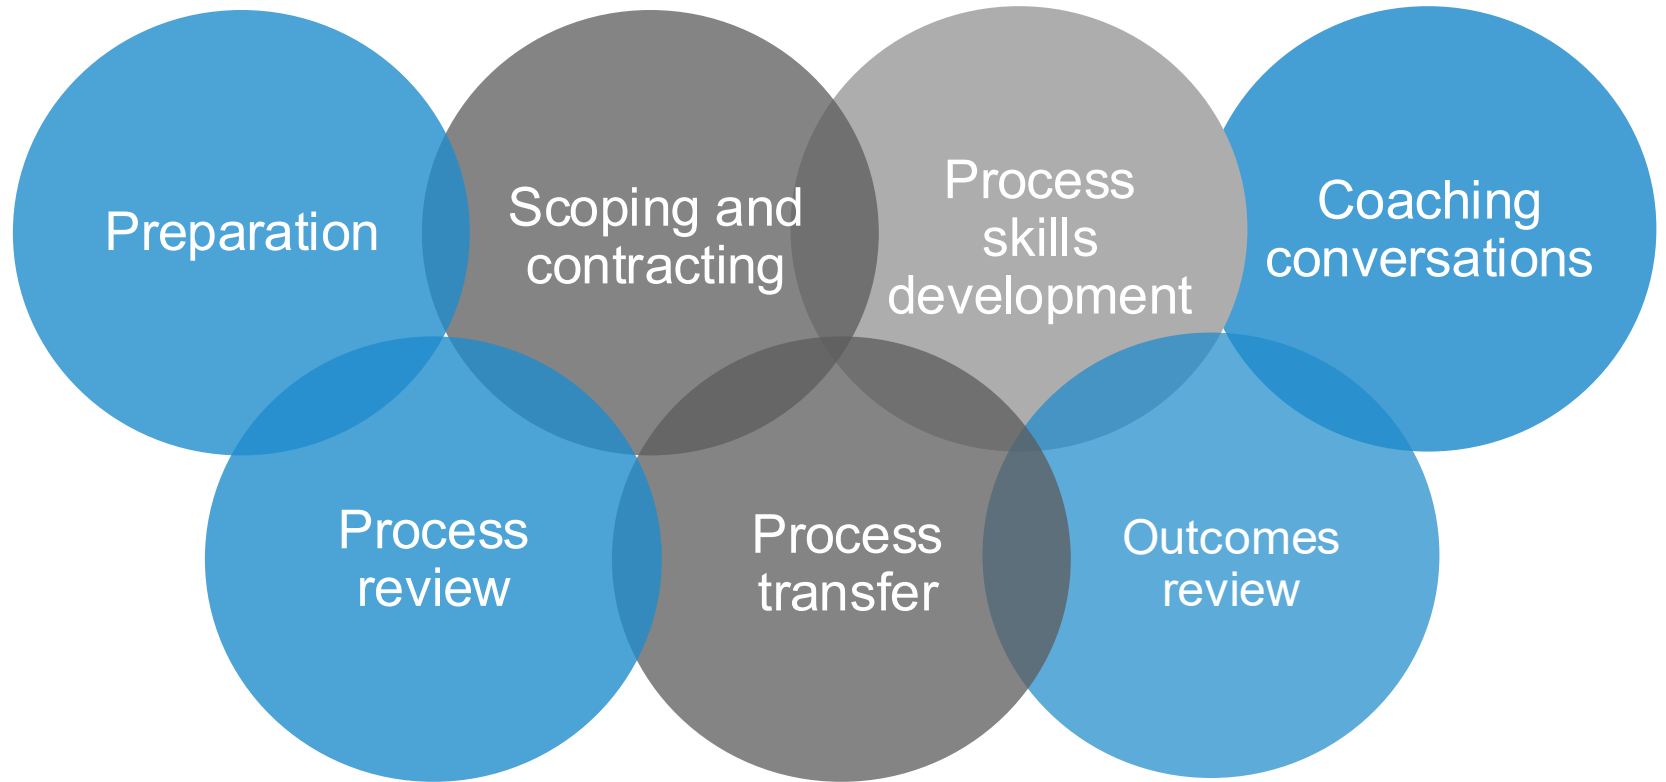 Preparation
Scoping and
contracting
Process
skills
development
Coaching
conversations
Process
review
Process
transfer
Outcomes
review